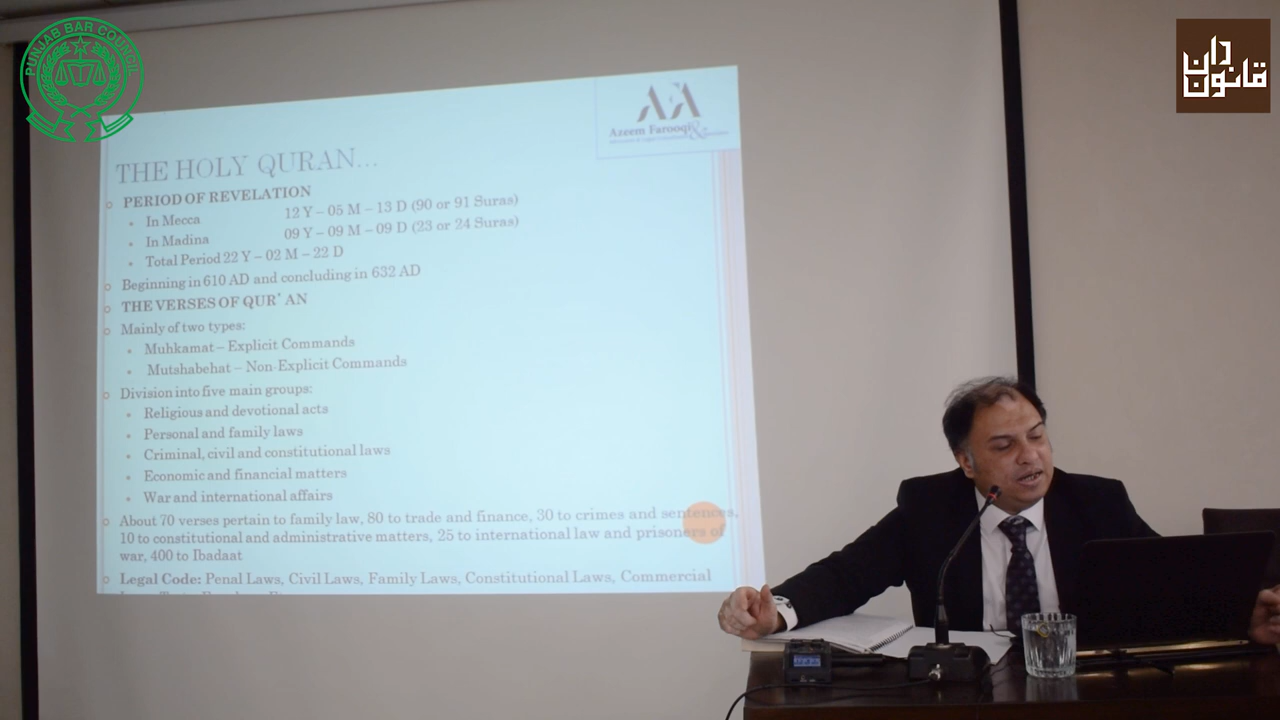 PUNJAB BAR COUNCIL
قانون دان
AFA
Azeem Farooqi &
THE HOLY QURAN...
PERIOD OF REVELATION
In Mecca 12 Y – 05 M – 13 D (90 or 91 Suras)
In Madina 09 Y – 09 M – 09 D (23 or 24 Suras)
Total Period 22 Y – 02 M – 22 D
Beginning in 610 AD and concluding in 632 AD
THE VERSES OF QUR' AN
Mainly of two types:
Muhkamat – Explicit Commands
Mutshabehat – Non-Explicit Commands
Division into five main groups:
Religious and devotional acts
Personal and family laws
Criminal, civil and constitutional laws
Economic and financial matters
War and international affairs
About 70 verses pertain to family law, 80 to trade and finance, 30 to crimes and sentences,
10 to constitutional and administrative matters, 25 to international law and prisoners of
war, 400 to Ibadaat
Legal Code: Penal Laws, Civil Laws, Family Laws, Constitutional Laws, Commercial